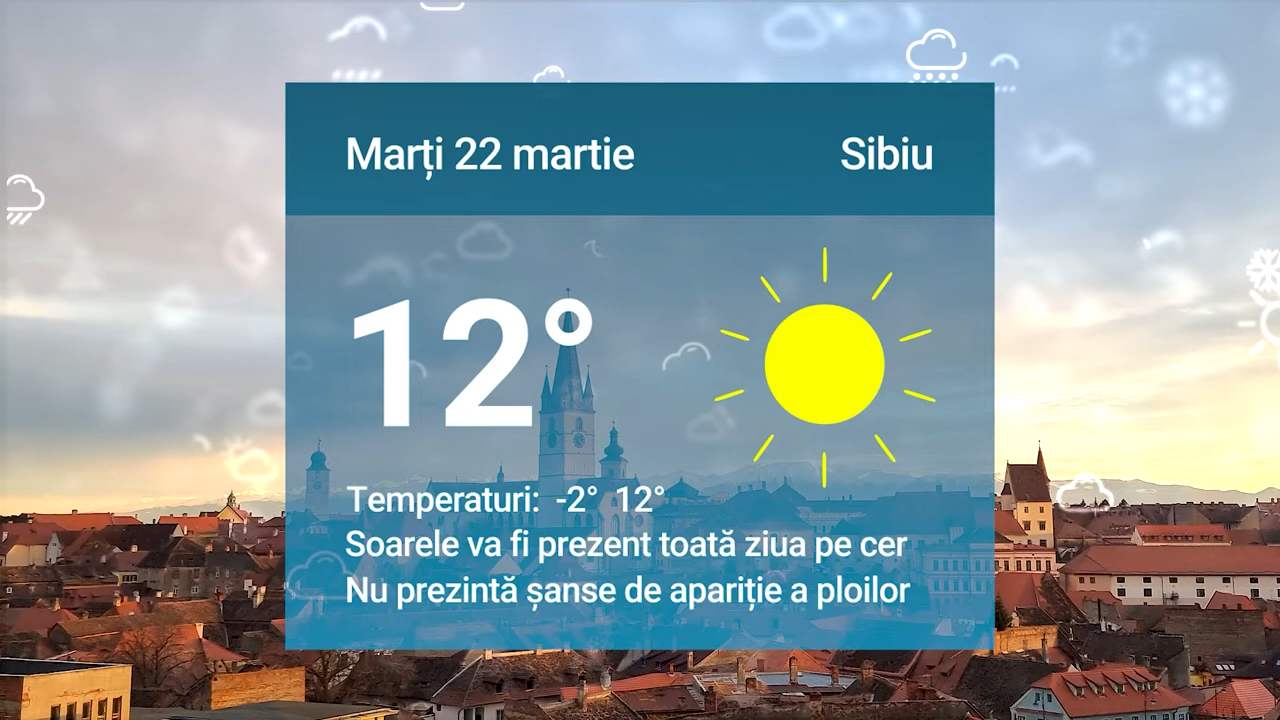 Marți 22 martie
Sibiu
12°
Temperaturi: -2° 12°
Soarele va fi prezent toată ziua pe cer
Nu prezintă șanse de apariție a ploilor